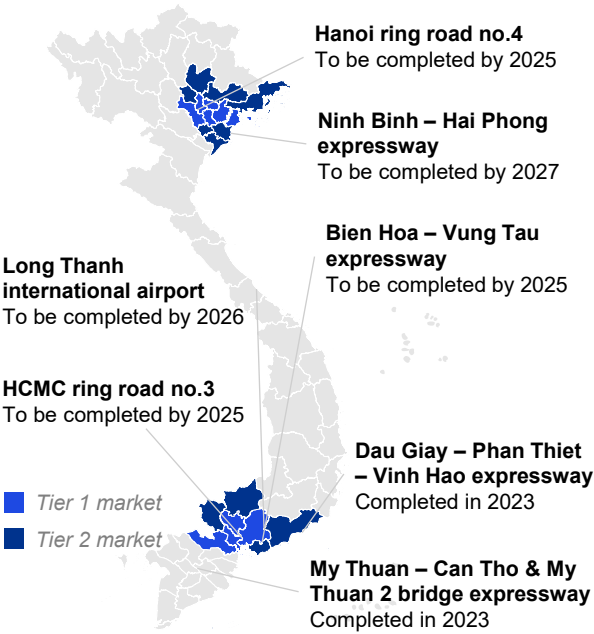 Hanoi ring road no.4
To be completed by 2025
Ninh Binh – Hai Phong
expressway
To be completed by 2027
Bien Hoa – Vung Tau
expressway
To be completed by 2025
Long Thanh
international airport
To be completed by 2026
HCMC ring road no.3
To be completed by 2025
Dau Giay – Phan Thiet
– Vinh Hao expressway
Completed in 2023
Tier 1 market
Tier 2 market
My Thuan – Can Tho & My
Thuan 2 bridge expressway
Completed in 2023